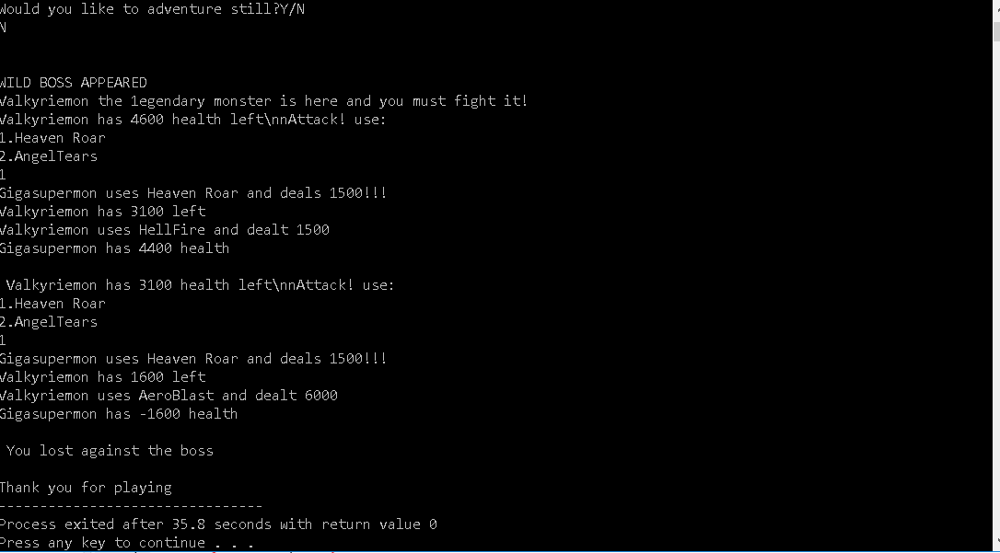 Would you like to adventure still?Y/N
N
WILD BOSS APPEARED
Valkyriemon the legendary monster is here and you must fight it!
Valkyriemon has 4600 health left\nnAttack! use:
1.Heaven Roar
2.AngelTears
1
Gigasupermon uses Heaven Roar and deals 1500!!!
Valkyriemon has 3100 left
Valkyriemon uses HellFire and dealt 1500
Gigasupermon has 4400 health
Valkyriemon has 3100 health left\nnAttack! use:
1.Heaven Roar
2.AngelTears
1
Gigasupermon uses Heaven Roar and deals 1500!!!
Valkyriemon has 1600 left
Valkyriemon uses AeroBlast and dealt 6000
Gigasupermon has -1600 health
You lost against the boss
Thank you for playing
--------------------------------
Process exited after 35.8 seconds with return value 0
Press any key to continue . . .